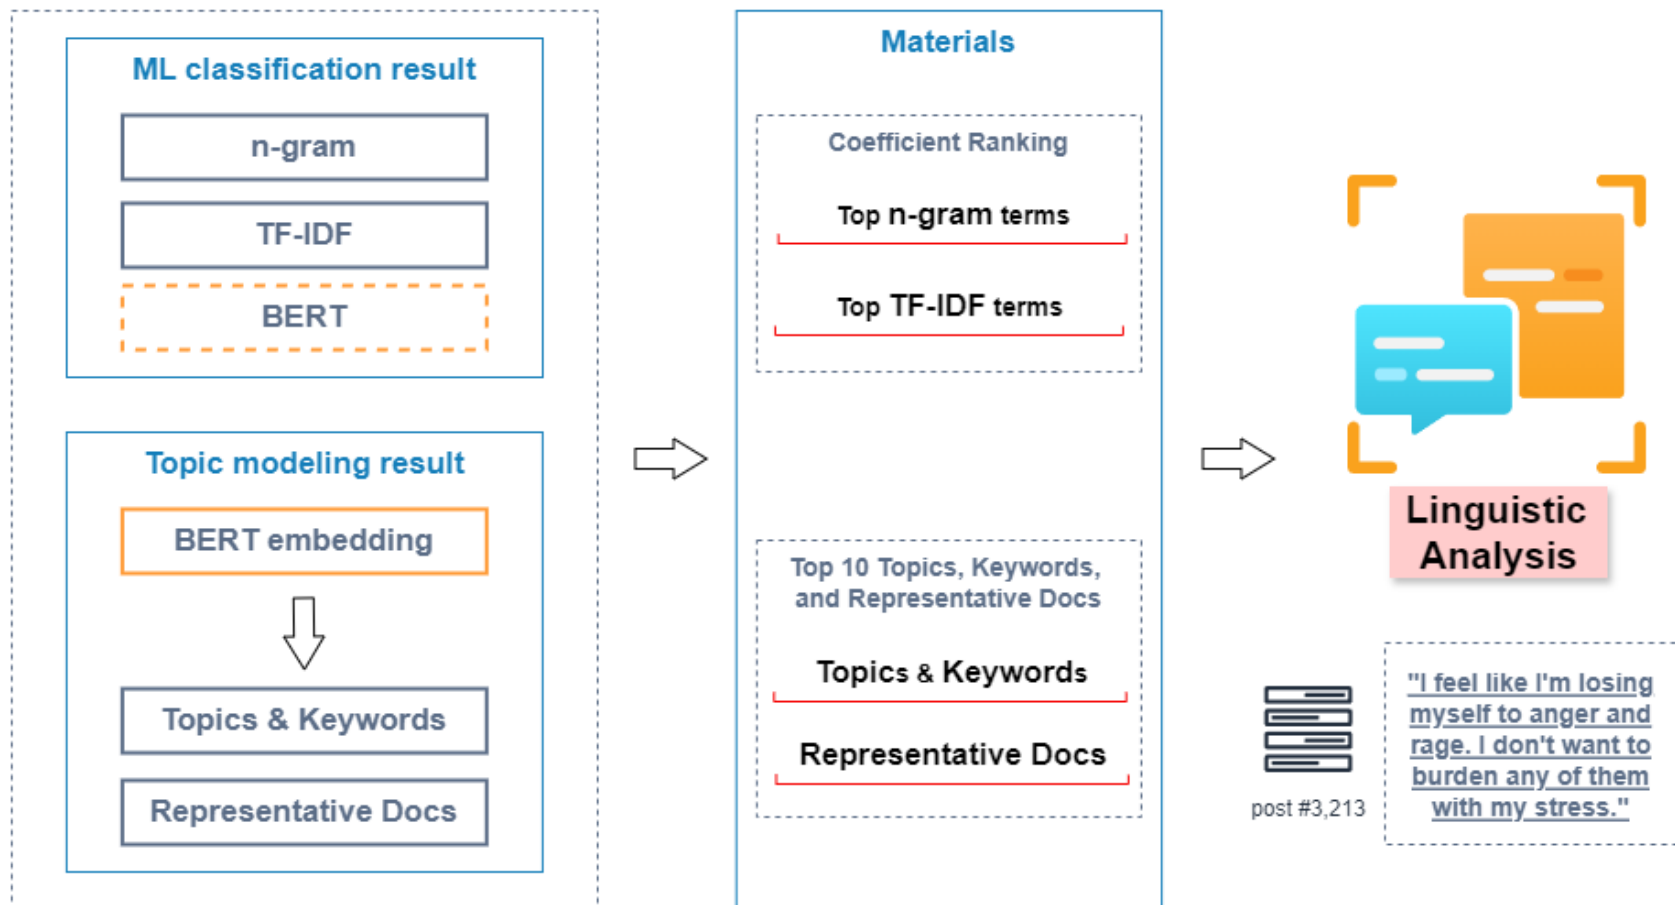 ML classification result
n-gram
TF-IDF
BERT
Topic modeling result
BERT embedding
Topics & Keywords
Representative Docs
Materials
Coefficient Ranking
Top n-gram terms
Top TF-IDF terms
Top 10 Topics, Keywords,
and Representative Docs
Topics & Keywords
Representative Docs
Linguistic
Analysis
post #3,213
"I feel like I'm losing
myself to anger and
rage. I don't want to
burden any of them
with my stress."